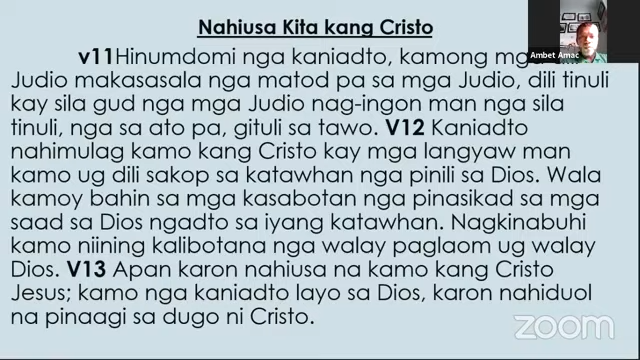 Nahiusa Kita kang Cristo
Ambet Amac
v11Hinumdomi nga kaniadto, kamong mga
Judio makasasala nga matod pa sa mga Judio, dili tinuli
kay sila gud nga mga Judio nag-ingon man nga sila
tinuli, nga sa ato pa, gituli sa tawo. V12 Kaniadto
nahimulag kamo kang Cristo kay mga langyaw man
kamo ug dili sakop sa katawhan nga pinili sa Dios. Wala
kamoy bahin sa mga kasabotan nga pinasikad sa mga
saad sa Dios ngadto sa iyang katawhan. Nagkinabuhi
kamo niining kalibotana nga walay paglaom ug walay
Dios. V13 Apan karon nahiusa na kamo kang Cristo
Jesus; kamo nga kaniadto layo sa Dios, karon nahiduol
na pinaagi sa dugo ni Cristo.
zoom